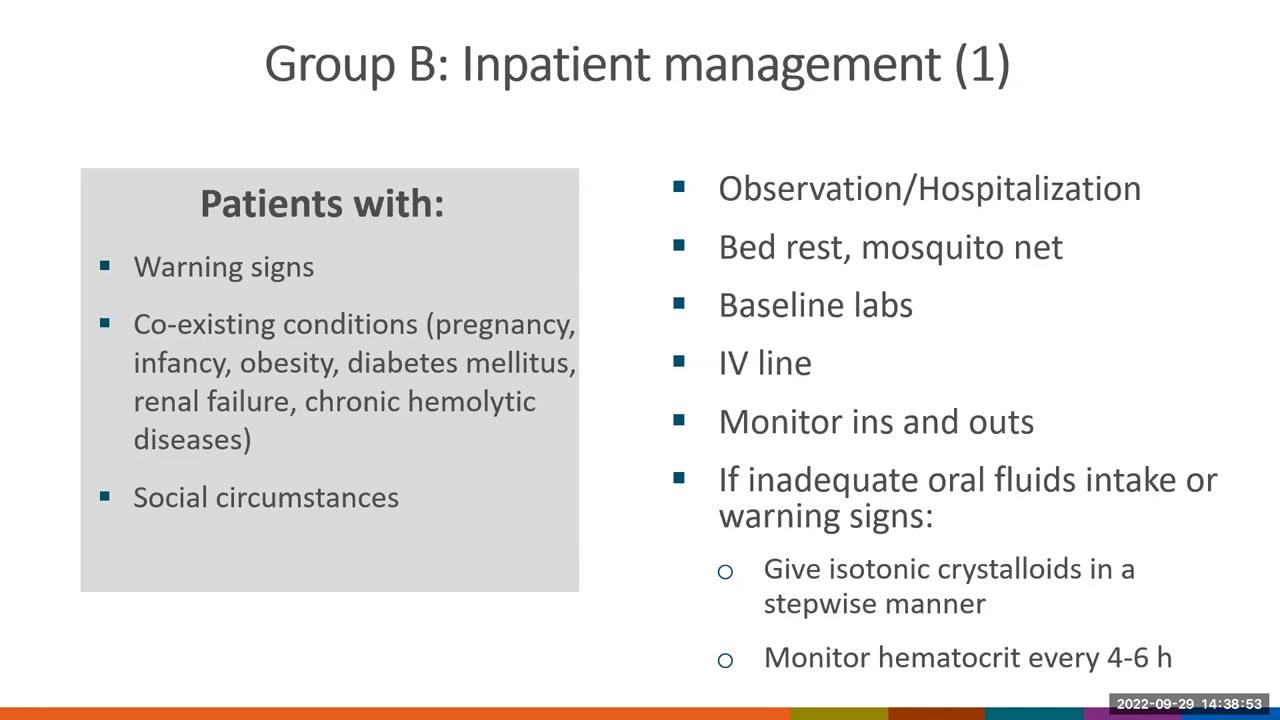 Group B: Inpatient management (1)
Patients with:
Warning signs
Co-existing conditions (pregnancy,
infancy, obesity, diabetes mellitus,
renal failure, chronic hemolytic
diseases)
Social circumstances
Observation/Hospitalization
Bed rest, mosquito net
Baseline labs
IV line
Monitor ins and outs
If inadequate oral fluids intake or
warning signs:
Give isotonic crystalloids in a
stepwise manner
Monitor hematocrit every 4-6 h
2022-09-29 14:38:53